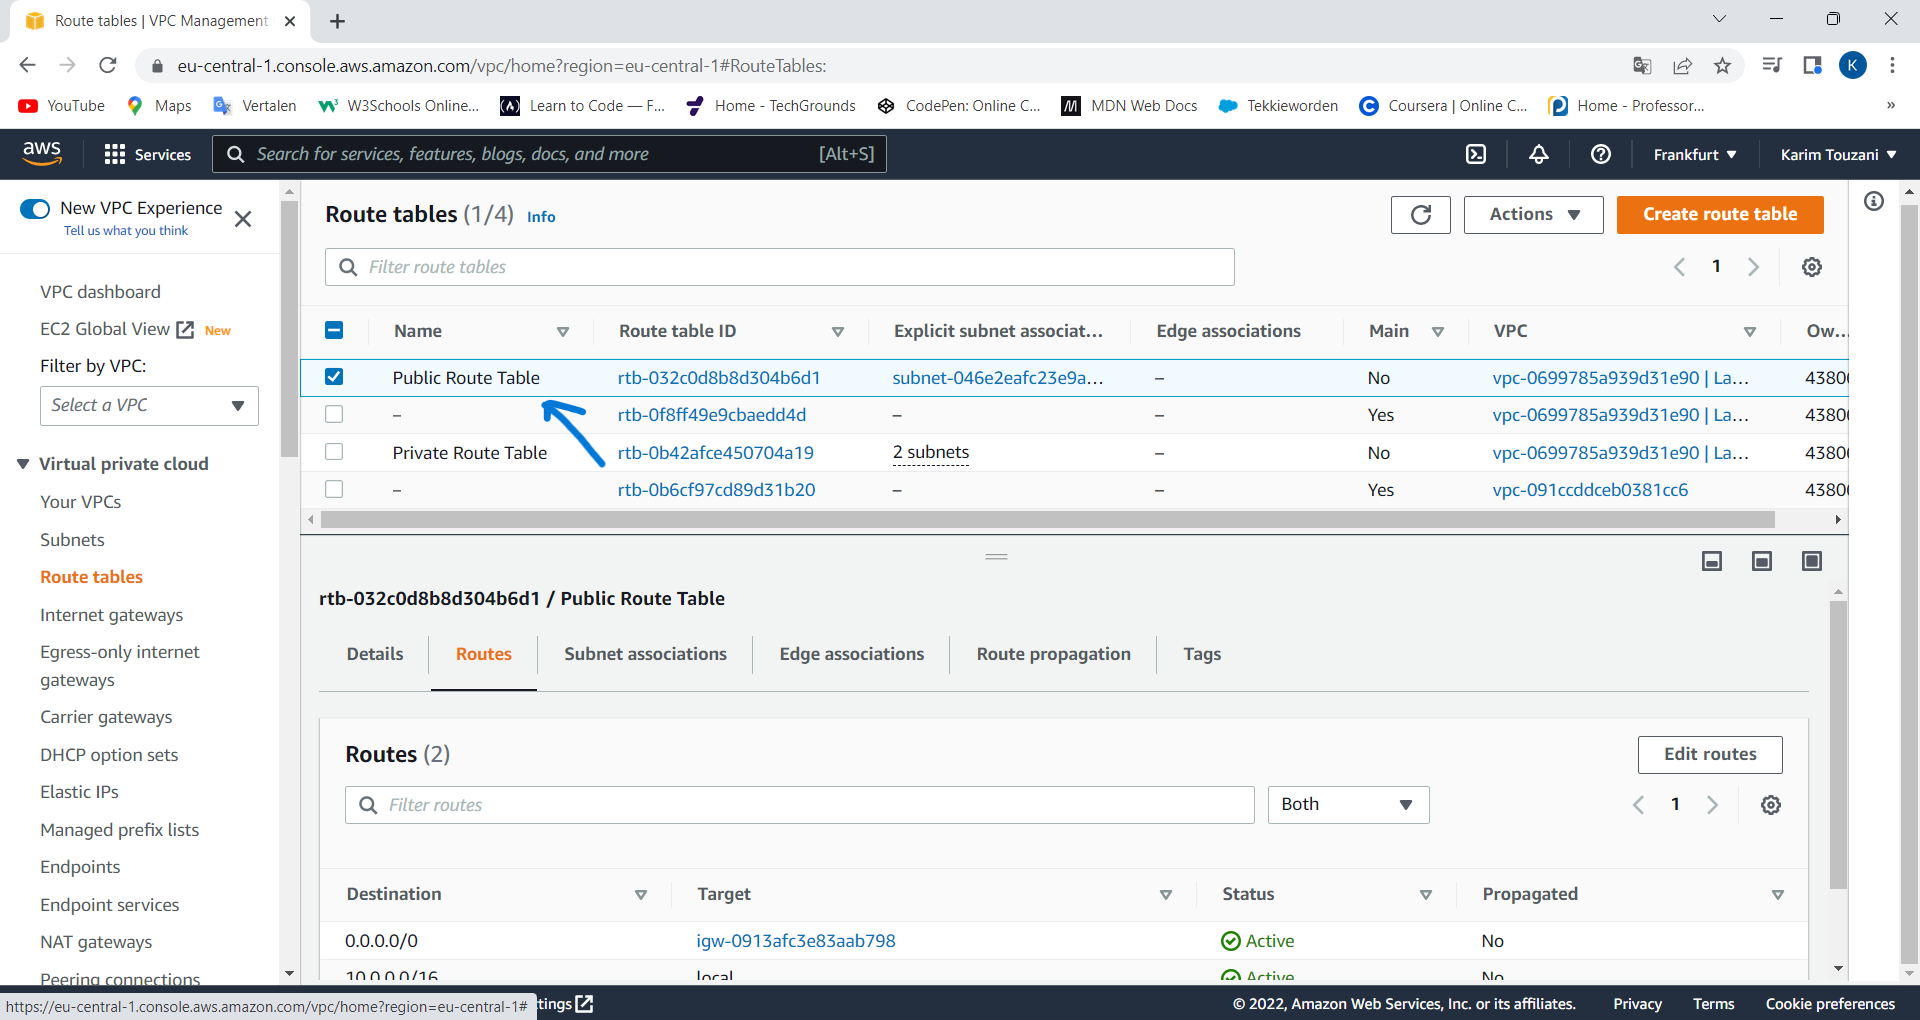 Route tables | VPC Management
eu-central-1.console.aws.amazon.com/vpc/home?region=eu-central-1#RouteTables:
K
YouTube Maps Vertalen W3Schools Online... Learn to Code — F... Home - TechGrounds CodePen: Online C... MDN Web Docs Tekkieworden Coursera | Online C... Home - Professor... »
aws Services Search for services, features, blogs, docs, and more [Alt+S] Frankfurt Karim Touzani
New VPC Experience
Tell us what you think
VPC dashboard
EC2 Global View New
Filter by VPC:
Select a VPC
Virtual private cloud
Your VPCs
Subnets
Route tables
Internet gateways
Egress-only internet
gateways
Carrier gateways
DHCP option sets
Elastic IPs
Managed prefix lists
Endpoints
Endpoint services
NAT gateways
Peering connections
Route tables (1/4) Info
Actions Create route table
Filter route tables
1
Name Route table ID Explicit subnet associat... Edge associations Main VPC Ow...
Public Route Table rtb-032c0d8b8d304b6d1 subnet-046e2eafc23e9a... – No vpc-0699785a939d31e90 | La... 4380
– rtb-0f8ff49e9cbaedd4d – – Yes vpc-0699785a939d31e90 | La... 4380
Private Route Table rtb-0b42afce450704a19 2 subnets – No vpc-0699785a939d31e90 | La... 4380
– rtb-0b6cf97cd89d31b20 – – Yes vpc-091ccddceb0381cc6 4380
rtb-032c0d8b8d304b6d1 / Public Route Table
Details Routes Subnet associations Edge associations Route propagation Tags
Routes (2) Edit routes
Filter routes Both 1
Destination Target Status Propagated
0.0.0.0/0 igw-0913afc3e83aab798 Active No
10.0.0.0/16 local Active No
https://eu-central-1.console.aws.amazon.com/vpc/home?region=eu-central-1# tings © 2022, Amazon Web Services, Inc. or its affiliates. Privacy Terms Cookie preferences